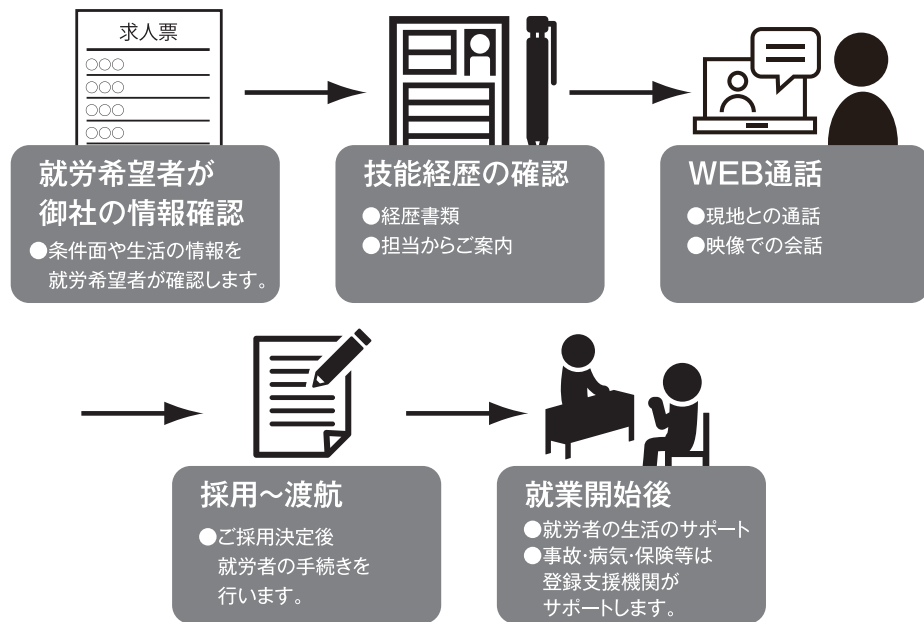 求人票
○○○
○○○
○○○
○○○
就労希望者が
御社の情報確認
●条件面や生活の情報を
就労希望者が確認します。
技能経歴の確認
●経歴書類
●担当からご案内
WEB通話
●現地との通話
●映像での会話
採用〜渡航
●ご採用決定後
就労者の手続きを
行います。
就業開始後
●就労者の生活のサポート
●事故・病気・保険等は
登録支援機関が
サポートします。